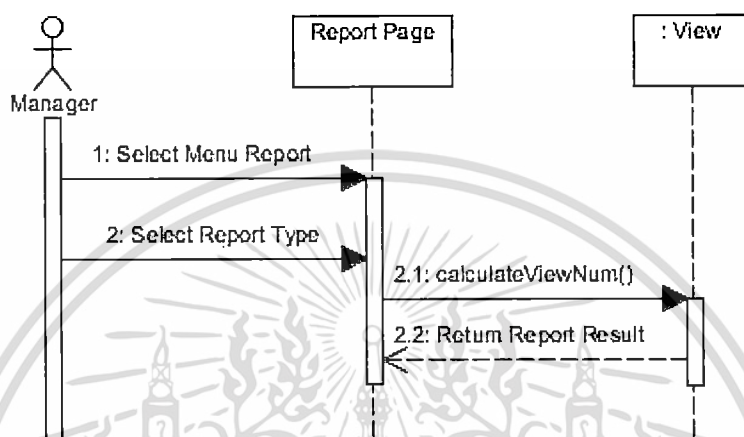 Report Page
: View
Manager
1: Select Menu Report
2: Select Report Type
2.1: calculateViewNum()
2.2: Return Report Result